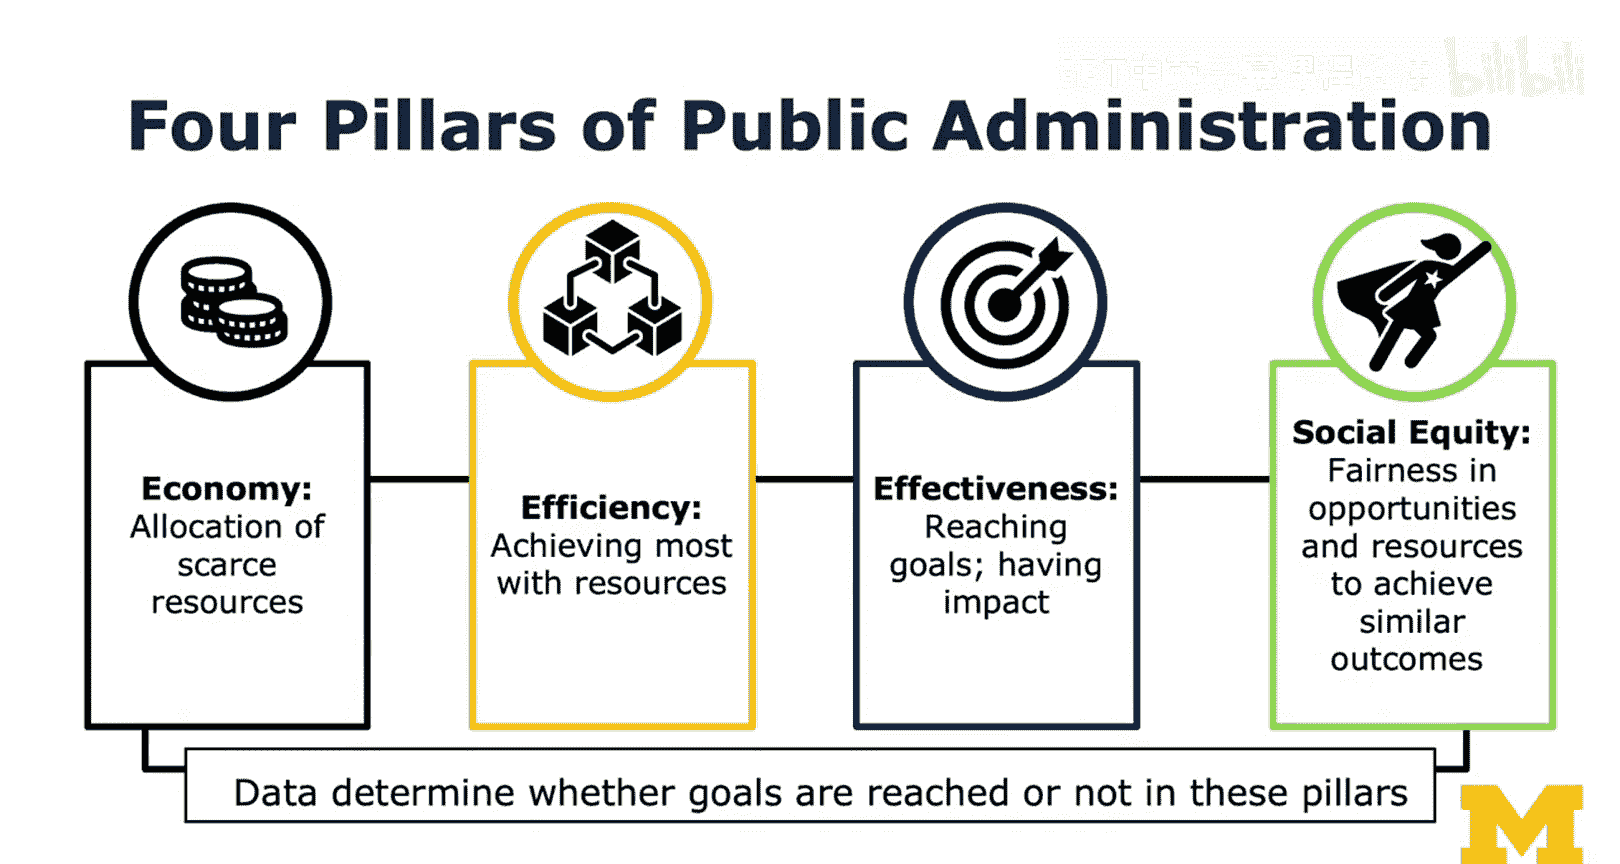 Four Pillars of Public Administration
Economy:
Allocation of
scarce
resources
Efficiency:
Achieving most
with resources
Effectiveness:
Reaching
goals; having
impact
Social Equity:
Fairness in
opportunities
and resources
to achieve
similar
outcomes
Data determine whether goals are reached or not in these pillars
M
bilibili